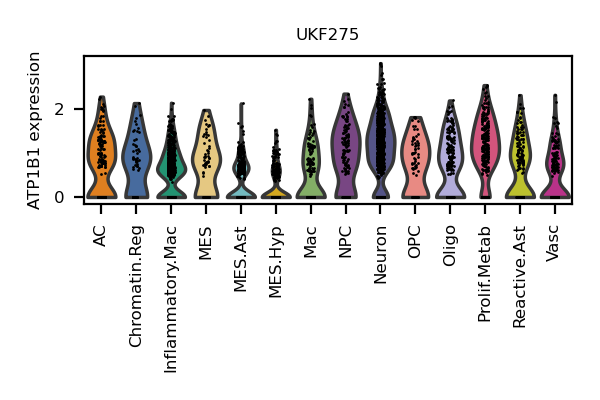 UKF275
ATP1B1 expression
2
0
AC
Chromatin.Reg
Inflammatory.Mac
MES
MES.Ast
MES.Hyp
Mac
NPC
Neuron
OPC
Oligo
Prolif.Metab
Reactive.Ast
Vasc